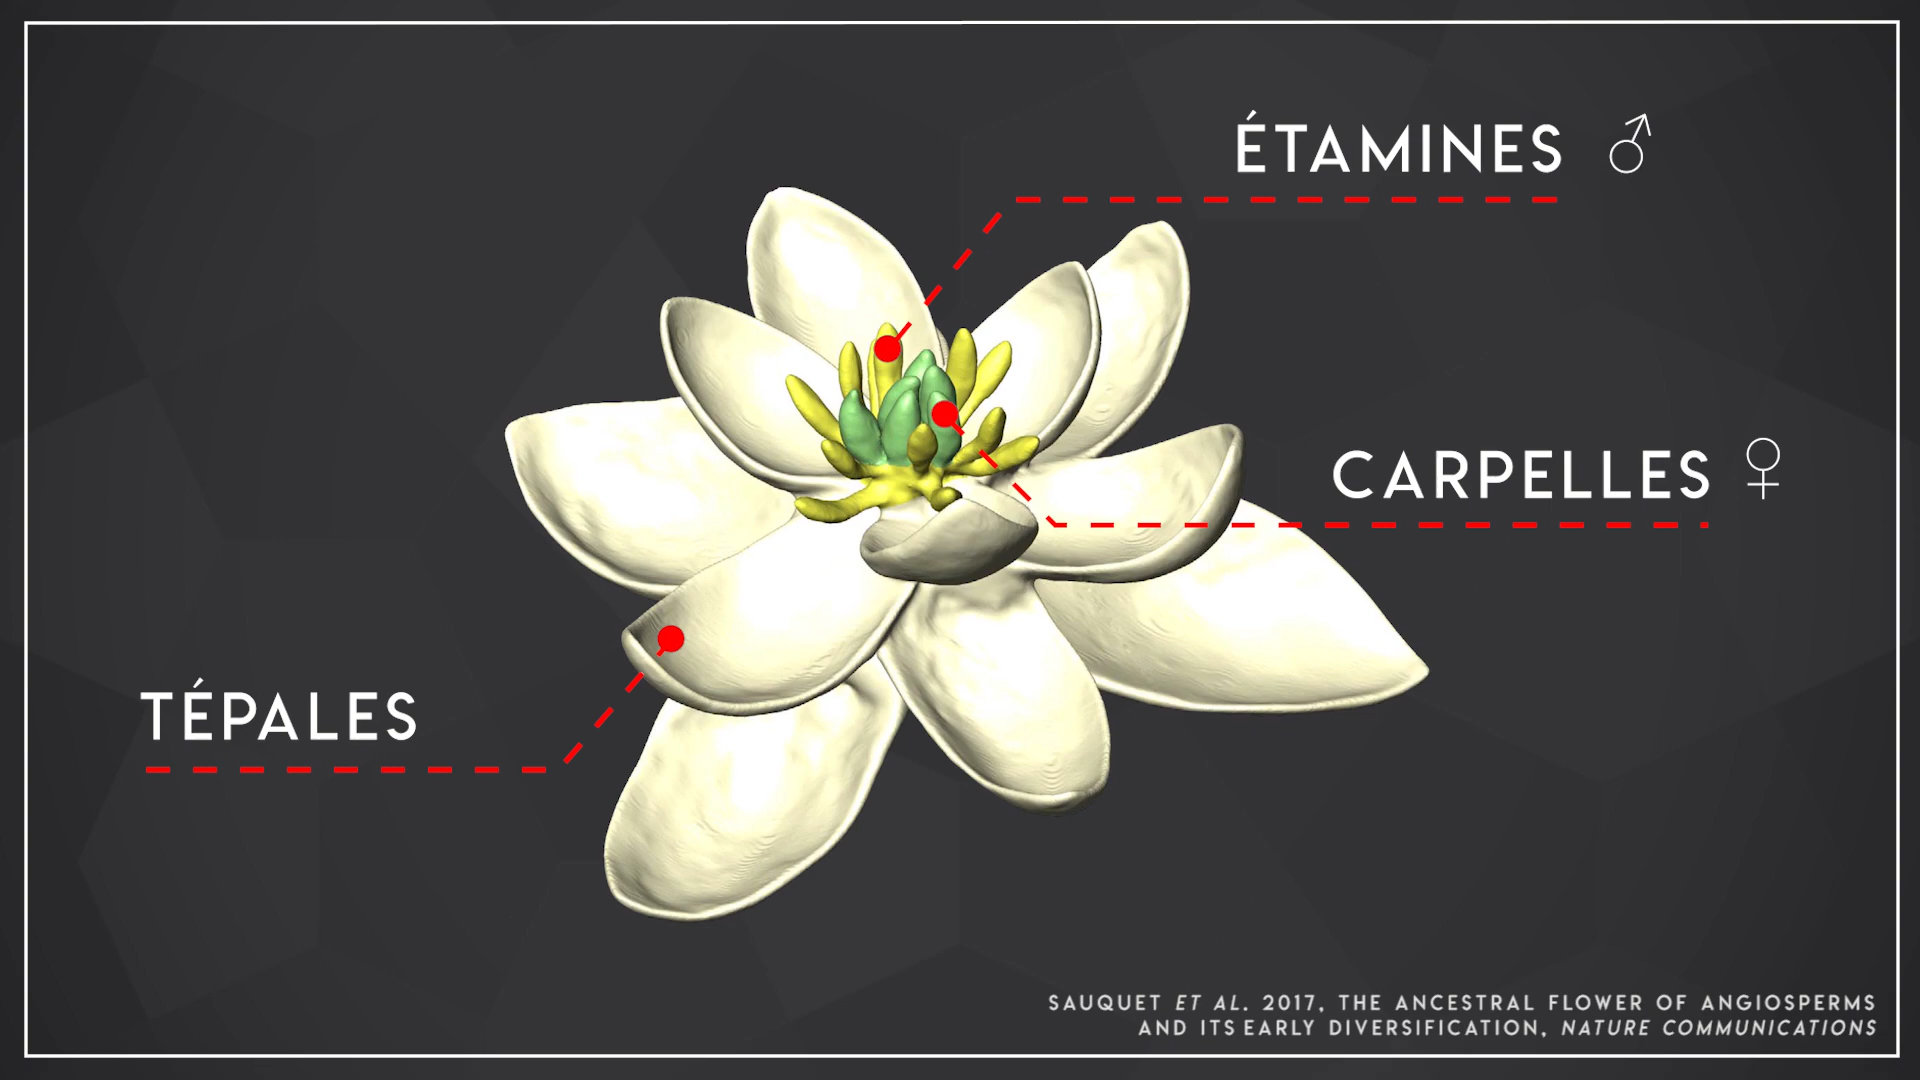 ÉTAMINES ♂
CARPELLES ♀
TÉPALES
SAUQUET ET AL. 2017, THE ANCESTRAL FLOWER OF ANGIOSPERMS
AND ITS EARLY DIVERSIFICATION, NATURE COMMUNICATIONS